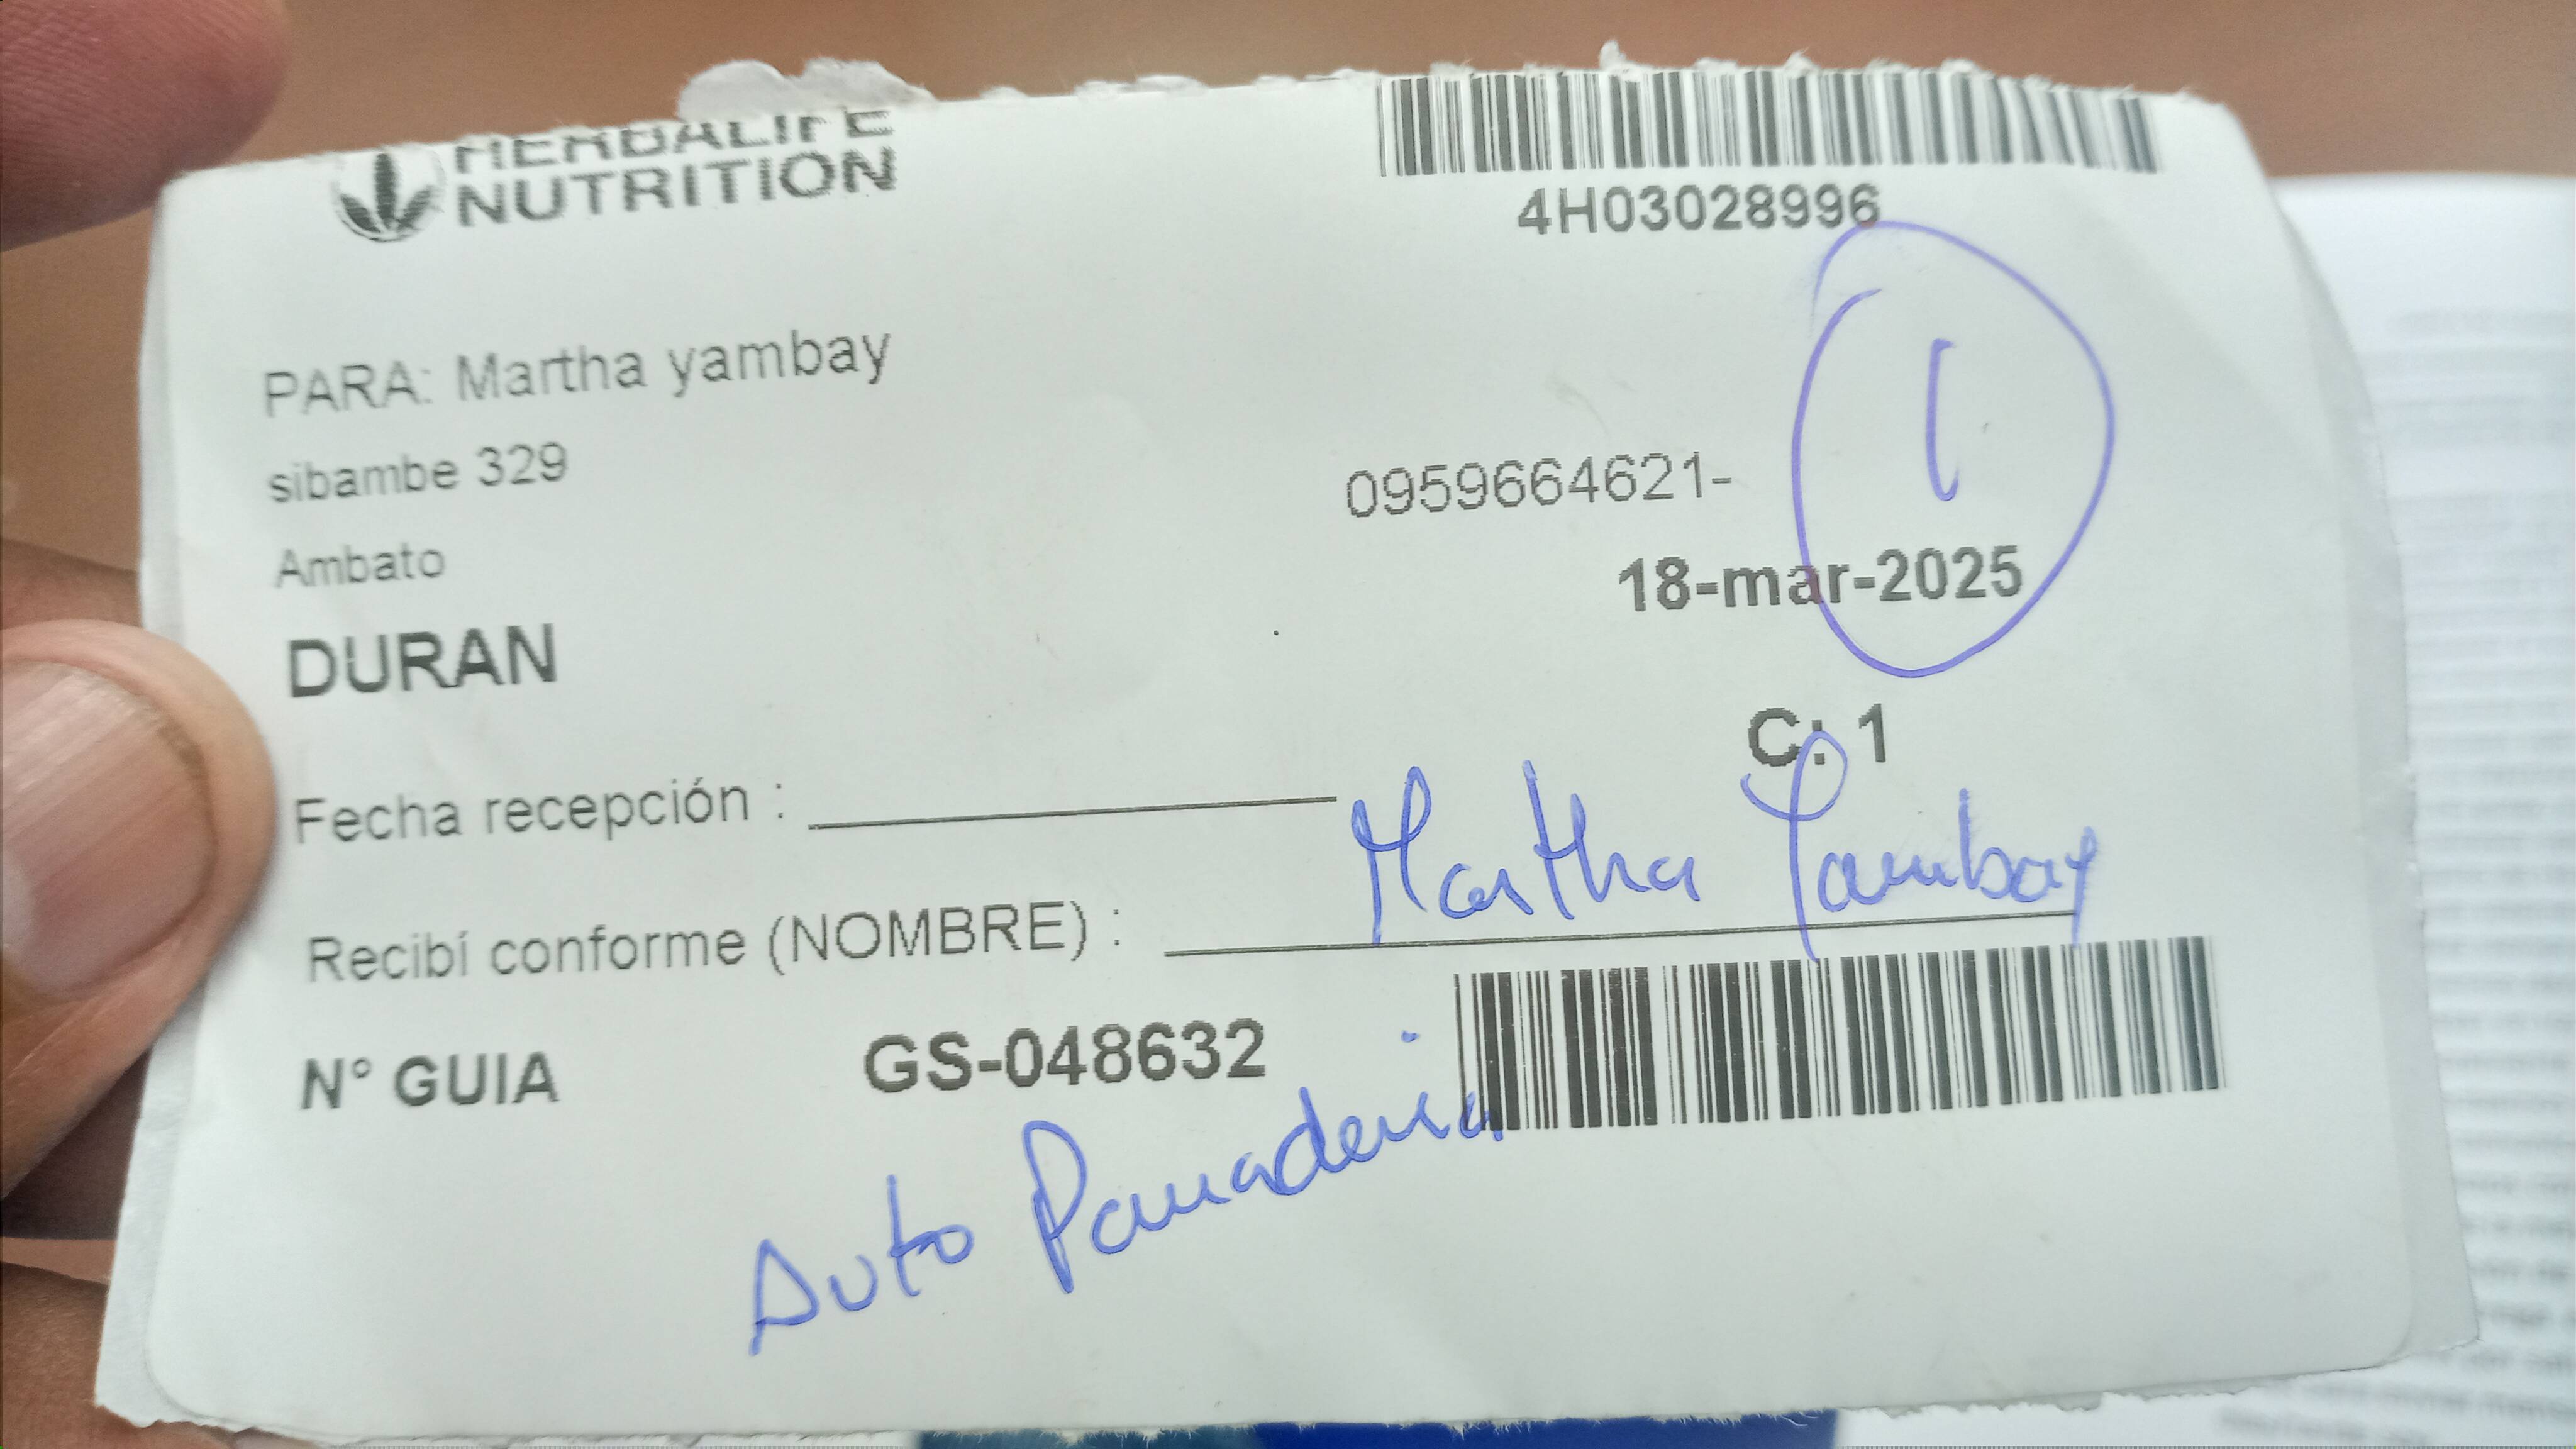 HERBALIFE
NUTRITION
4H03028996
1
PARA: Martha yambay
sibambe 329
0959664621-
Ambato
18-mar-2025
DURAN
C: 1
Fecha recepción :
Recibí conforme (NOMBRE) : Martha Yambay
N° GUIA GS-048632
Auto Panaderia